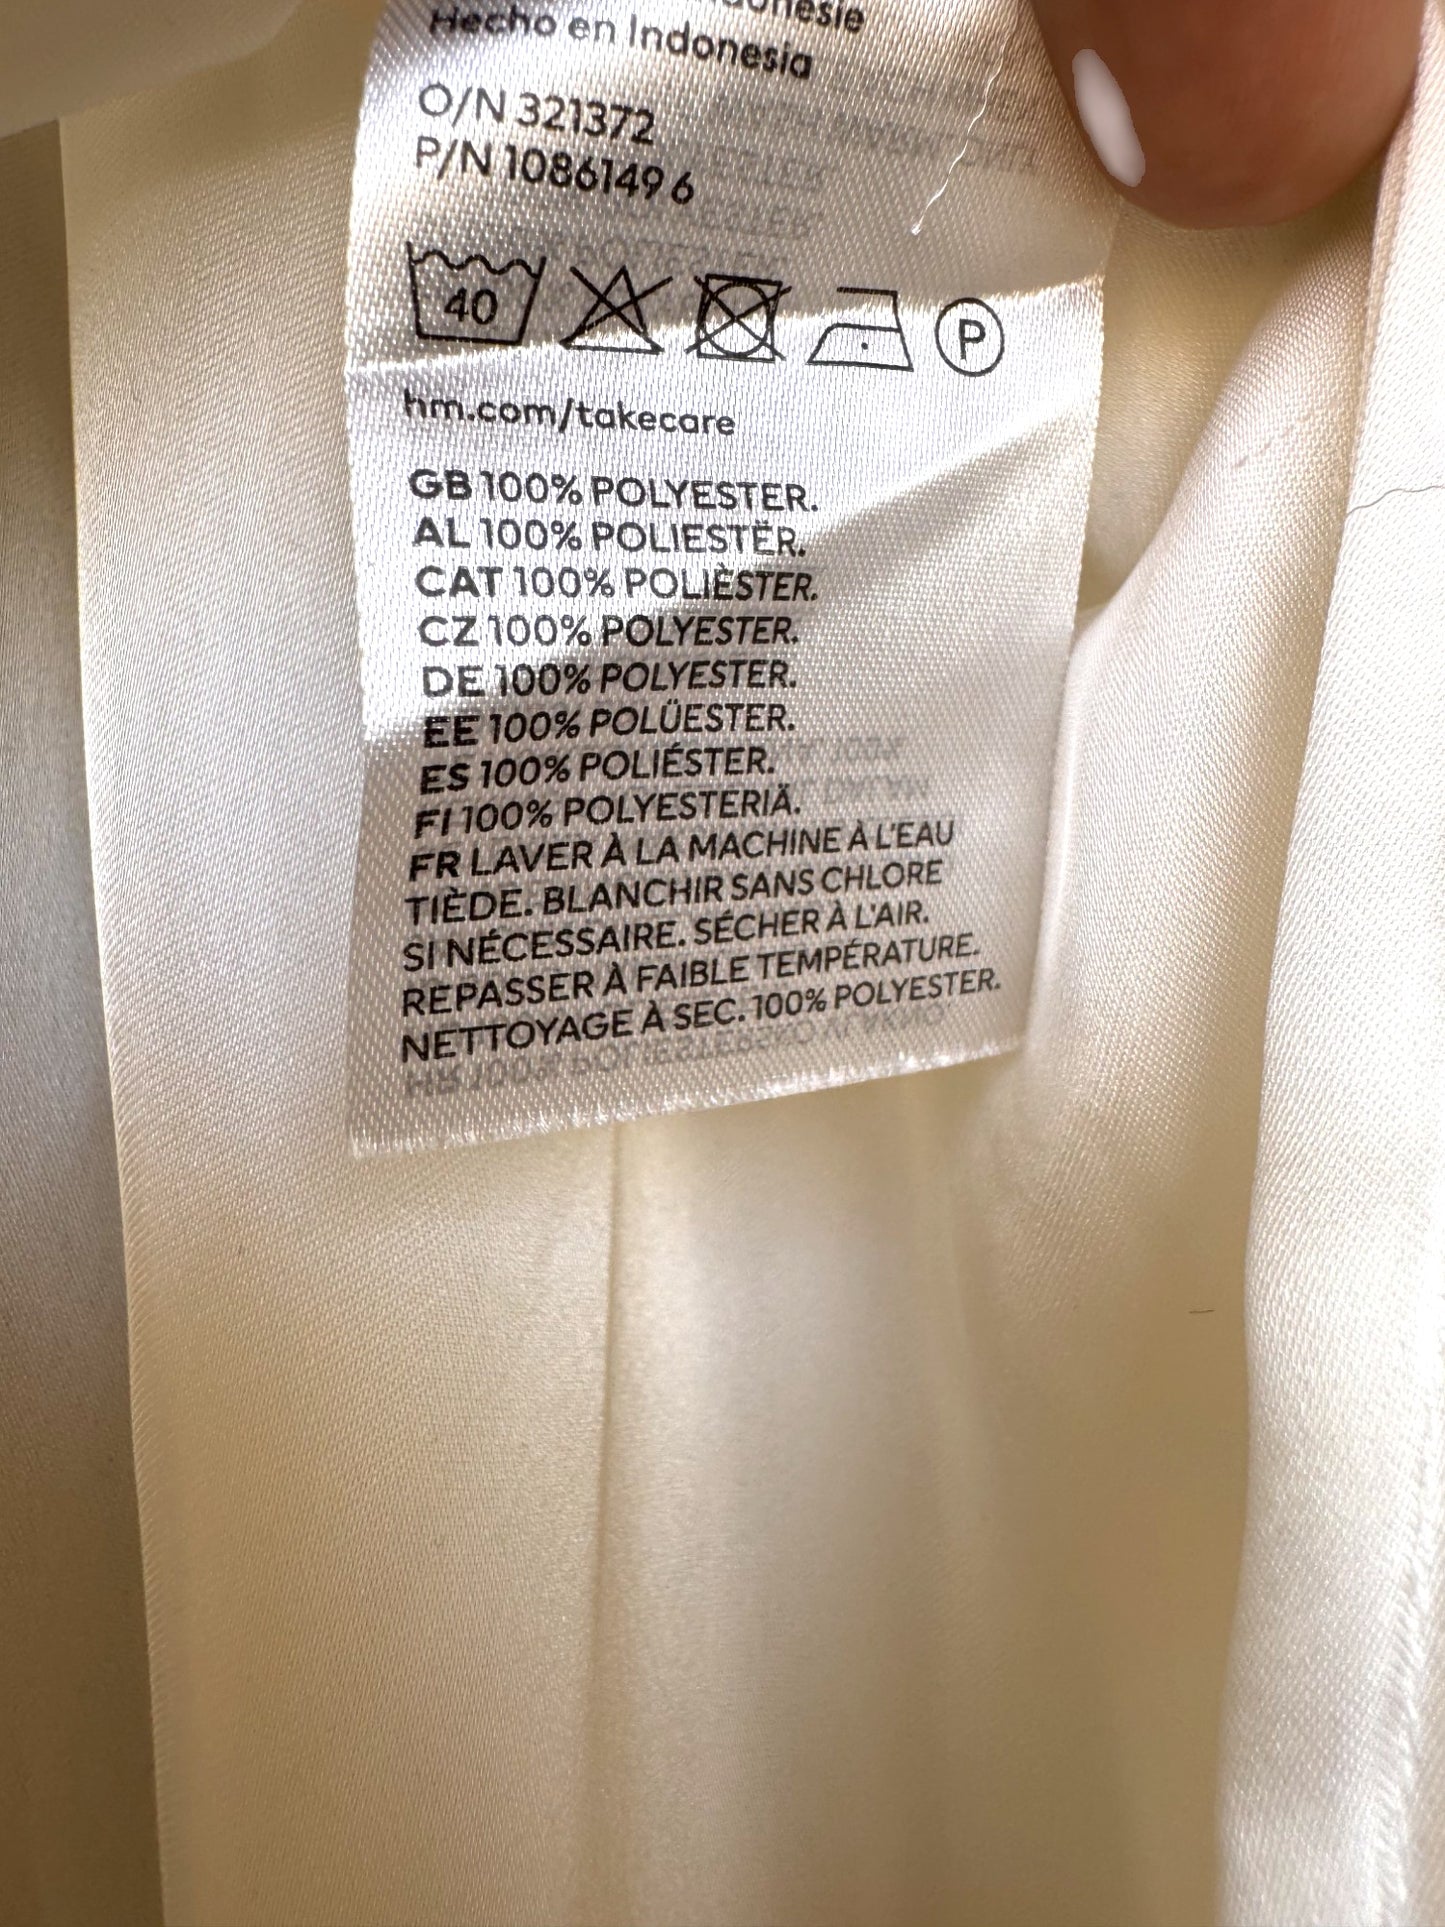 Hecho en Indonesia
O/N 321372
P/N 1086149 6
40
P
hm.com/takecare
GB 100% POLYESTER.
AL 100% POLIESTËR.
CAT 100% POLIÈSTER.
CZ 100% POLYESTER.
DE 100% POLYESTER.
EE 100% POLÜESTER.
ES 100% POLIÉSTER.
FI 100% POLYESTERIÄ.
FR LAVER À LA MACHINE À L'EAU
TIÈDE. BLANCHIR SANS CHLORE
SI NÉCESSAIRE. SÉCHER À L'AIR.
REPASSER À FAIBLE TEMPÉRATURE.
NETTOYAGE À SEC. 100% POLYESTER.